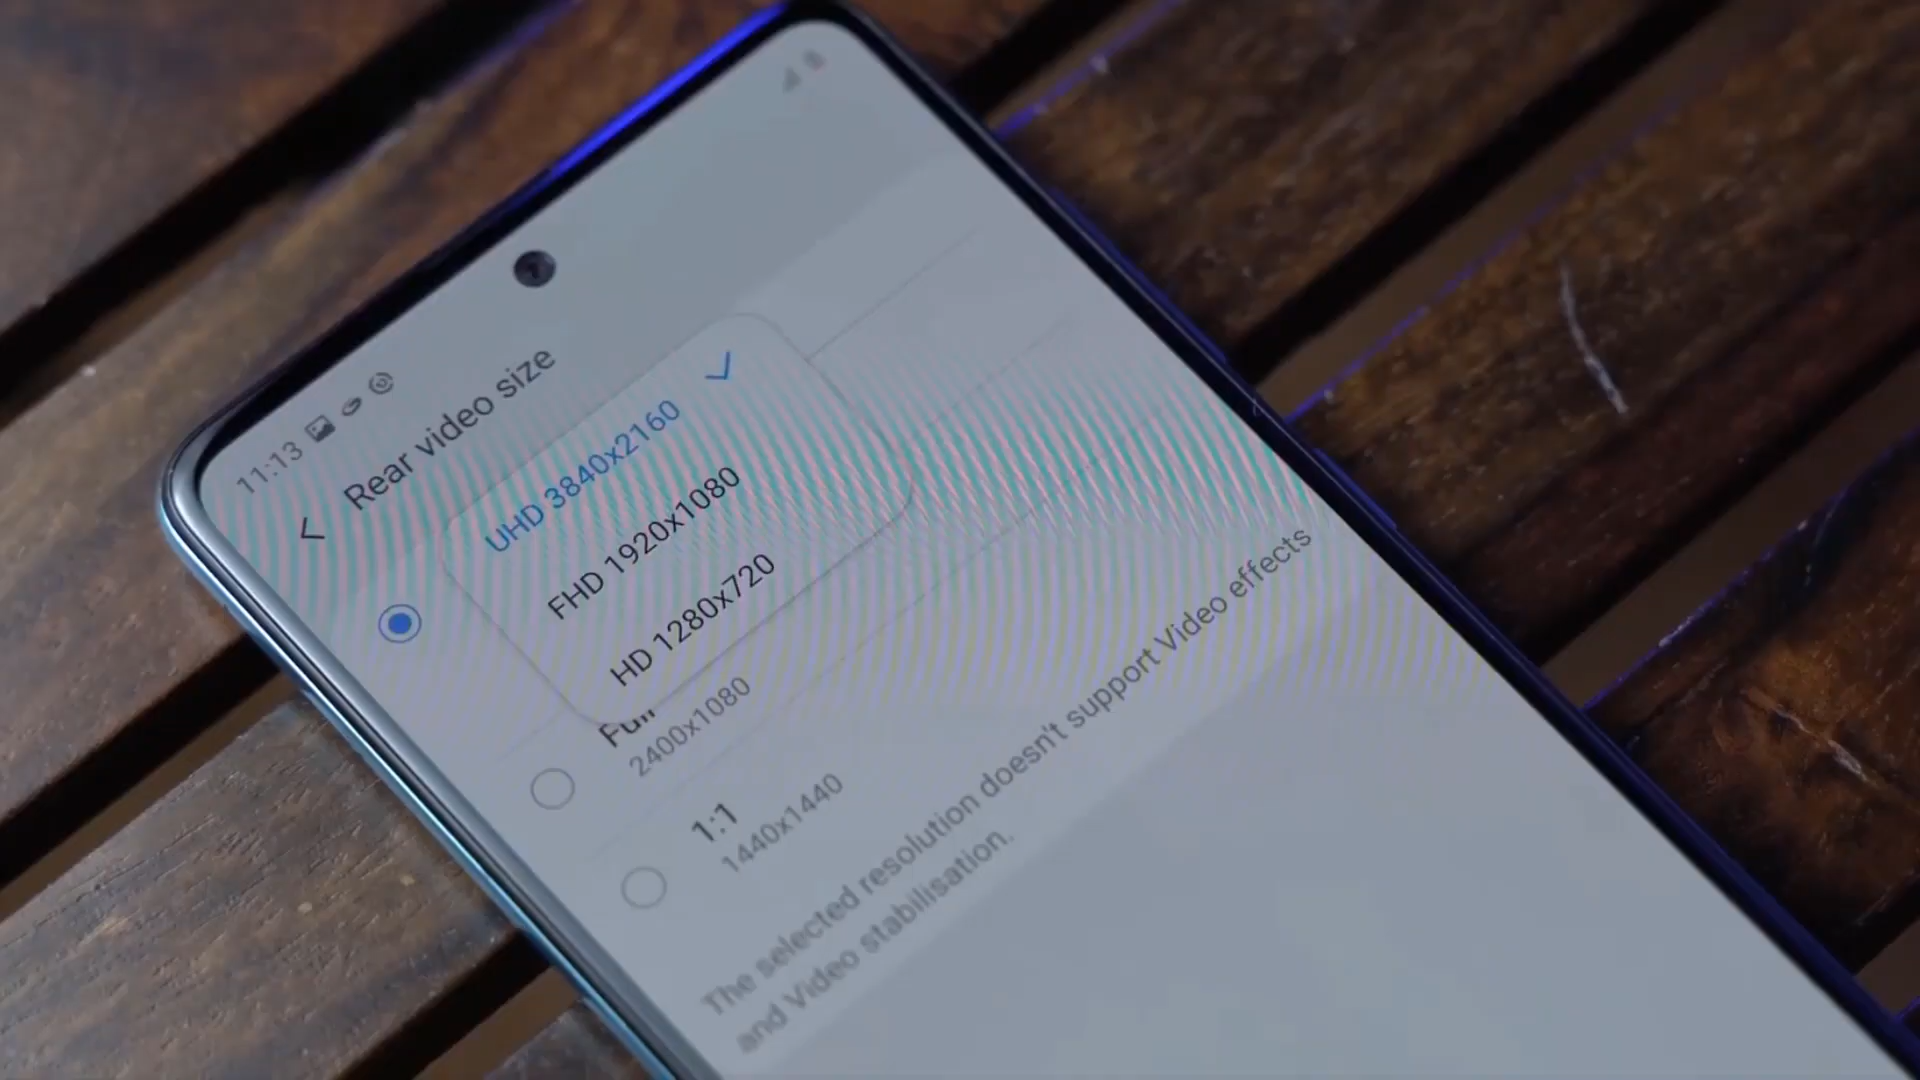 11:13
Rear video size
UHD 3840x2160
FHD 1920x1080
HD 1280x720
Full
2400x1080
1:1
1440x1440
The selected resolution doesn't support Video effects
and Video stabilisation.